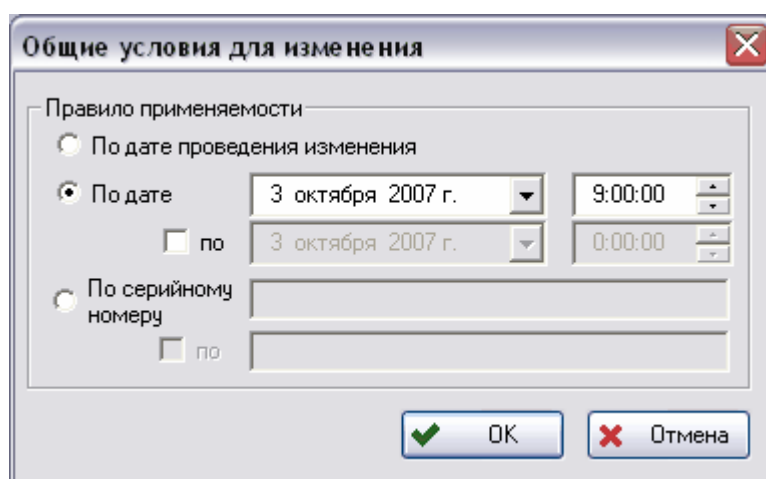 Общие условия для изменения
Правило применяемости
По дате проведения изменения
По дате 3 октября 2007 г. 9:00:00
по 3 октября 2007 г. 0:00:00
По серийному
номеру
по
OK Отмена